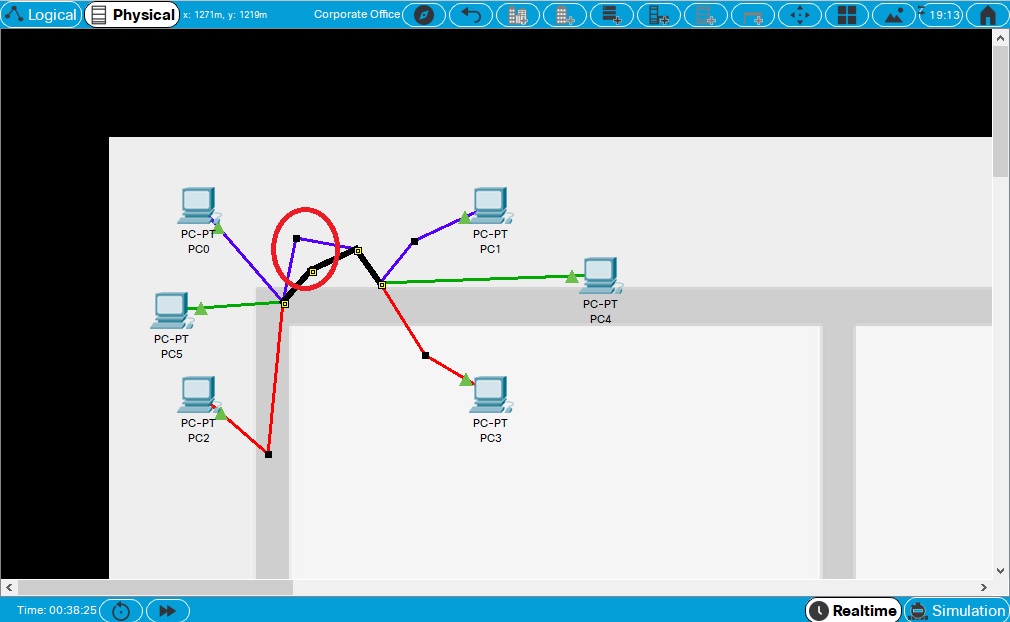 Logical
Physical
x: 1271m, y: 1219m
Corporate Office
19:13
PC-PT
PC0
PC-PT
PC1
PC-PT
PC4
PC-PT
PC5
PC-PT
PC2
PC-PT
PC3
Time: 00:38:25
Realtime
Simulation